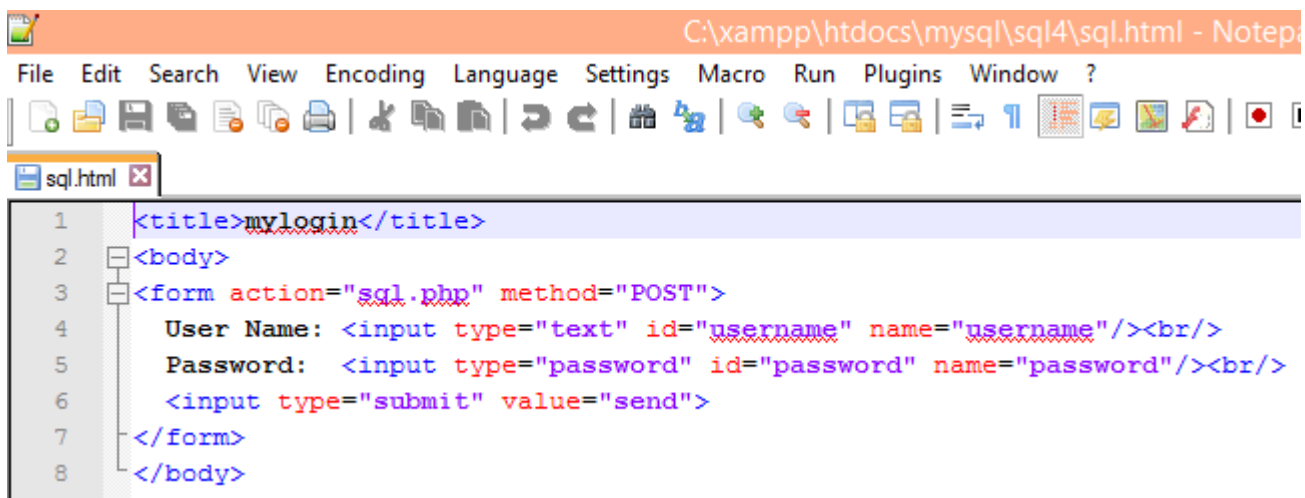 C:\xampp\htdocs\mysql\sql4\sql.html - Notepa
File Edit Search View Encoding Language Settings Macro Run Plugins Window ?
sql.html
1 <title>mylogin</title>
2 <body>
3 <form action="sql.php" method="POST">
4 User Name: <input type="text" id="username" name="username"/><br/>
5 Password:  <input type="password" id="password" name="password"/><br/>
6 <input type="submit" value="send">
7 </form>
8 </body>